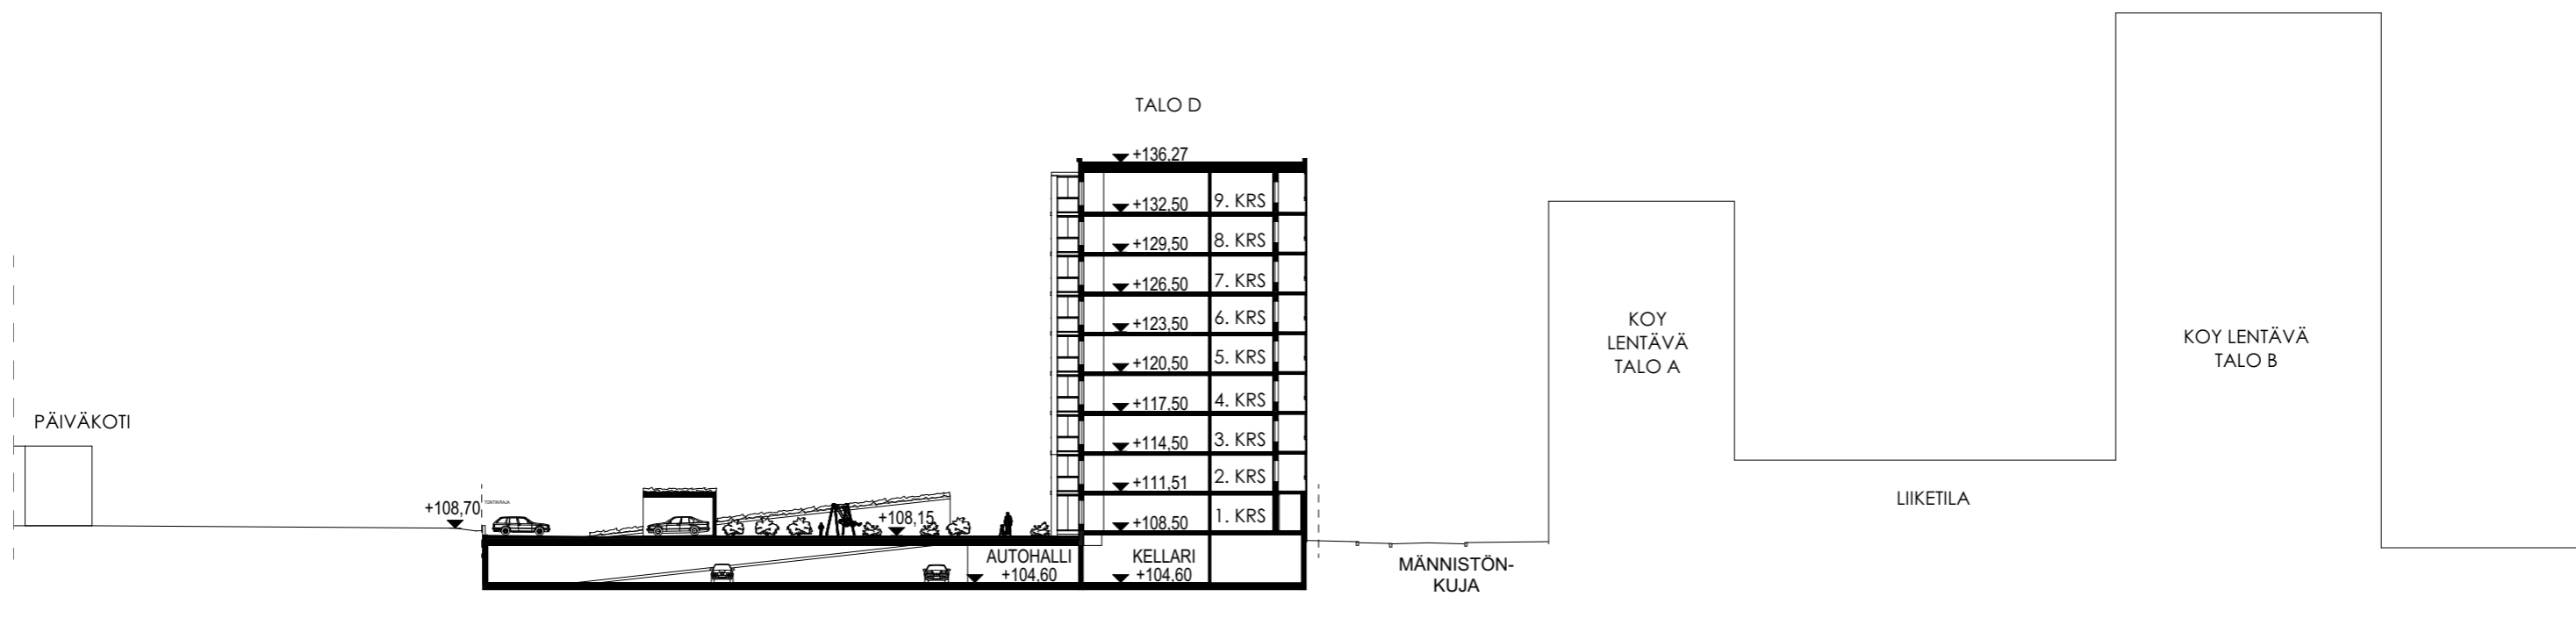 TALO D
+136,27
+132,50 9. KRS
+129,50 8. KRS
+126,50 7. KRS
+123,50 6. KRS
+120,50 5. KRS
+117,50 4. KRS
+114,50 3. KRS
+111,51 2. KRS
+108,50 1. KRS
KELLARI
+104,60
AUTOHALLI
+104,60
+108,15
+108,70
TONTINRAJA
PÄIVÄKOTI
MÄNNISTÖN-
KUJA
KOY
LENTÄVÄ
TALO A
LIIKETILA
KOY LENTÄVÄ
TALO B